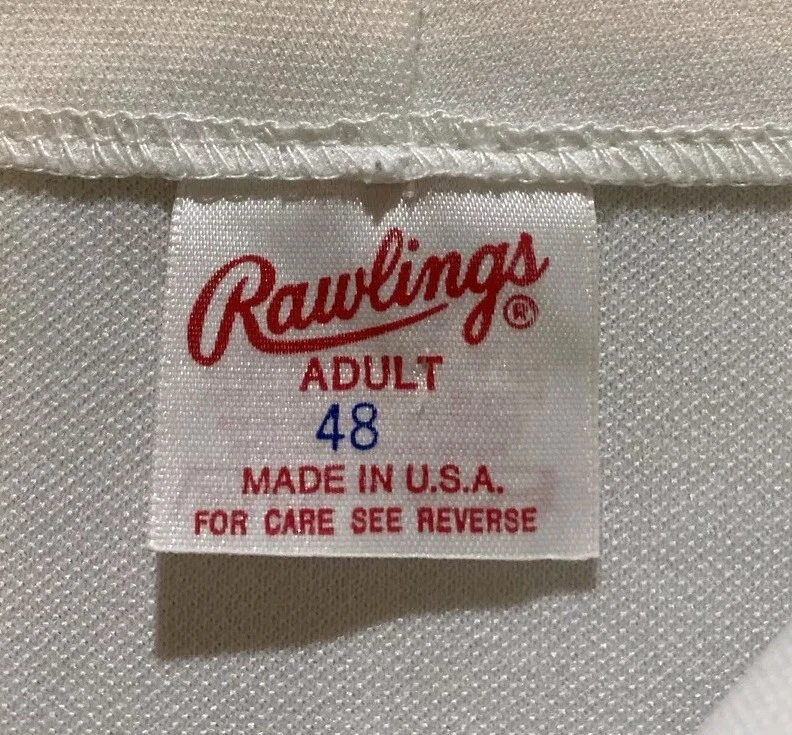 Rawlings®
ADULT
48
MADE IN U.S.A.
FOR CARE SEE REVERSE